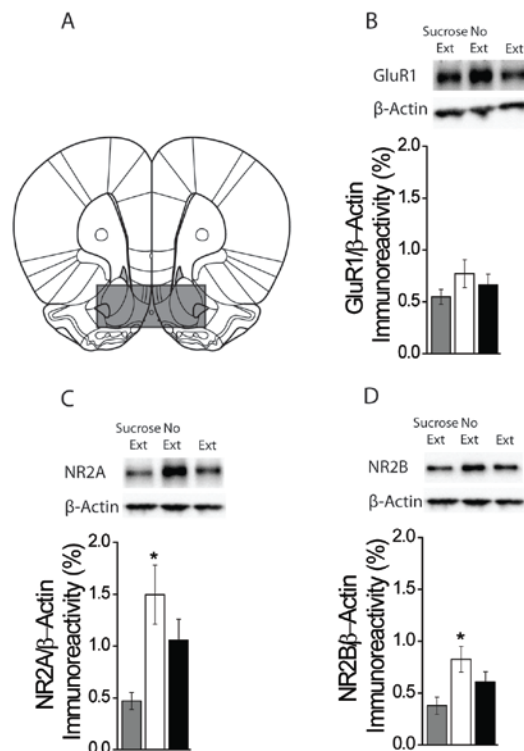 A
B
Sucrose No
Ext Ext Ext
GluR1
β-Actin
GluR1/β-Actin
Immunoreactivity (%)
2.0
1.5
1.0
0.5
0.0
C
Sucrose No
Ext Ext Ext
NR2A
β-Actin
NR2A/β-Actin
Immunoreactivity (%)
2.0
1.5
1.0
0.5
0.0
*
D
Sucrose No
Ext Ext Ext
NR2B
β-Actin
NR2B/β-Actin
Immunoreactivity (%)
2.0
1.5
1.0
0.5
0.0
*